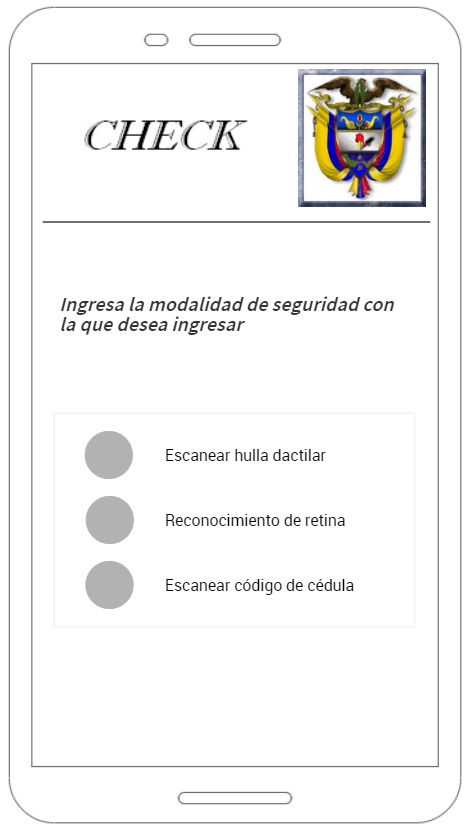 CHECK
Ingresa la modalidad de seguridad con
la que desea ingresar
Escanear hulla dactilar
Reconocimiento de retina
Escanear código de cédula